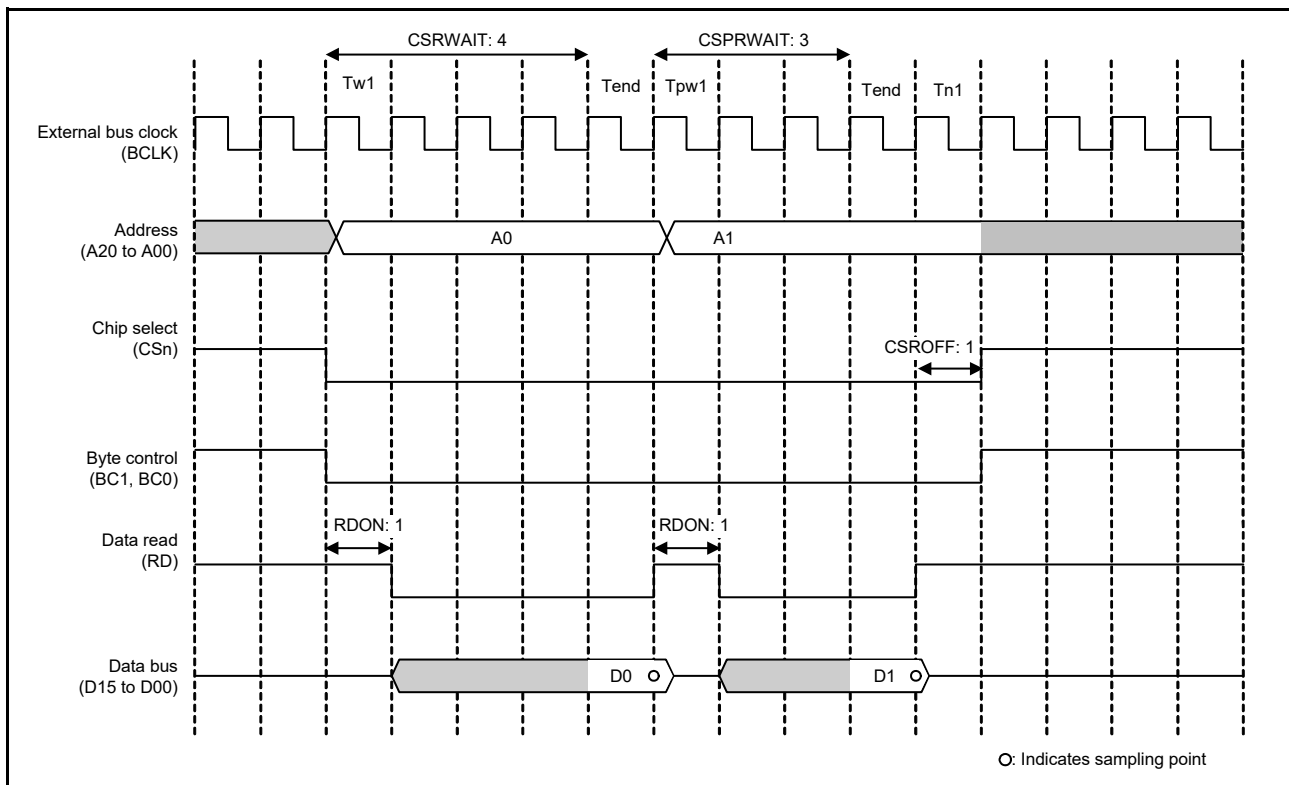 CSRWAIT: 4 CSPRWAIT: 3
Tw1 Tend Tpw1 Tend Tn1
External bus clock
(BCLK)
Address
(A20 to A00)
A0 A1
Chip select
(CSn)
CSROFF: 1
Byte control
(BC1, BC0)
RDON: 1 RDON: 1
Data read
(RD)
Data bus
(D15 to D00)
D0 D1
: Indicates sampling point